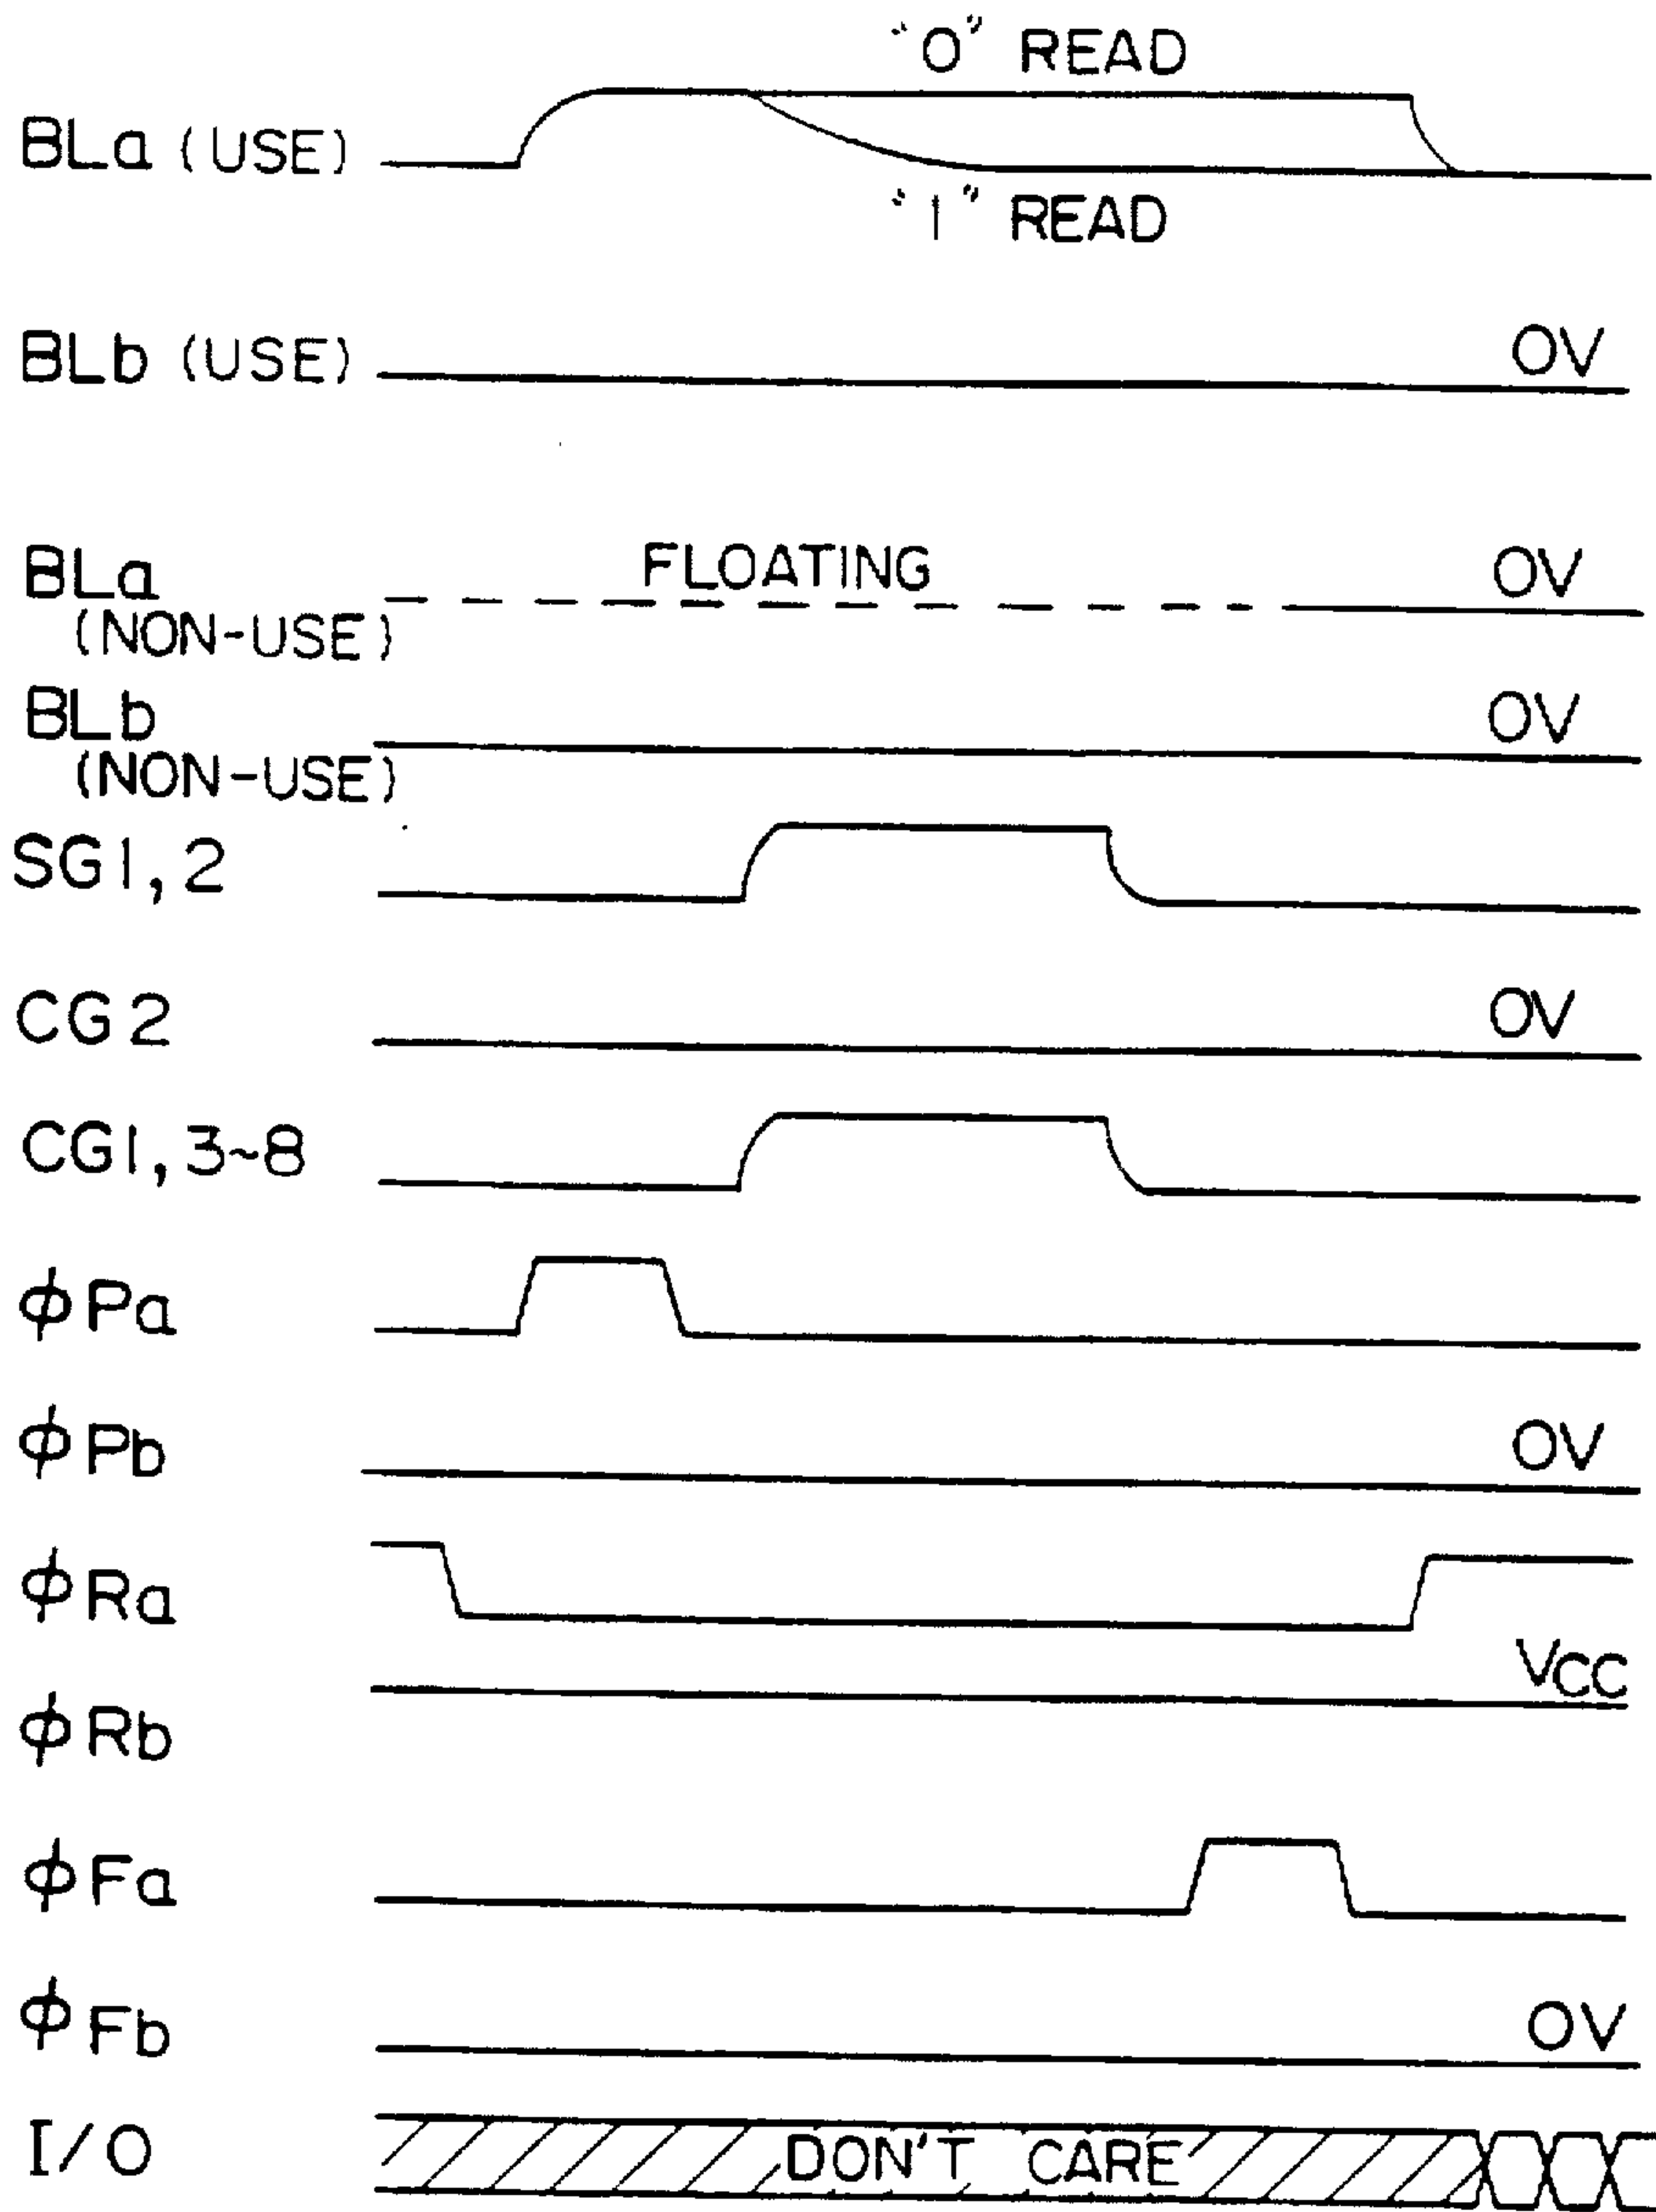 "0" READ
BLa (USE)
"1" READ
BLb (USE) 0V
BLa FLOATING 0V
(NON-USE)
BLb 0V
(NON-USE)
SG1, 2
CG2 0V
CG1, 3~8
ϕPa
ϕPb 0V
ϕRa
VCC
ϕRb
ϕFa
ϕFb 0V
I/O DON'T CARE